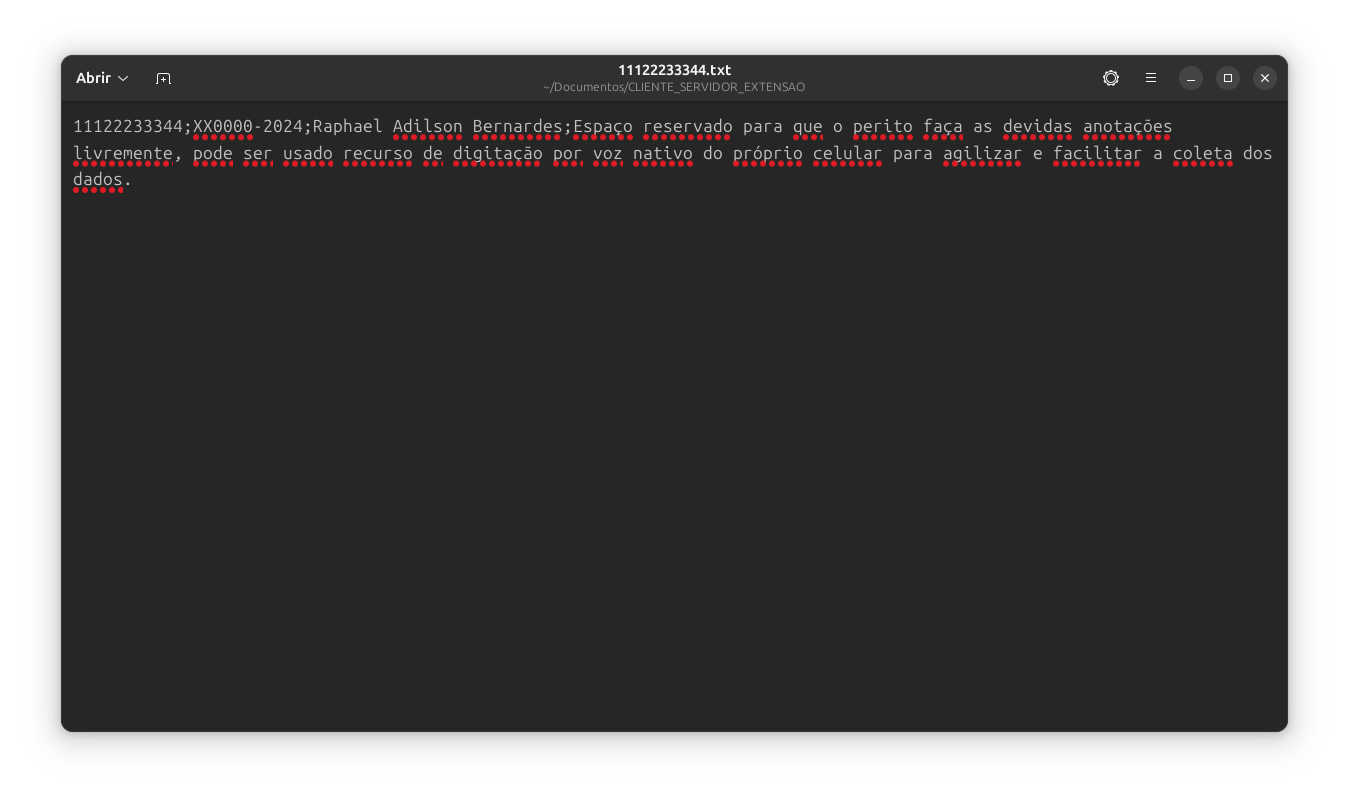 Abrir
11122233344.txt
~/Documentos/CLIENTE_SERVIDOR_EXTENSAO
11122233344;XX0000-2024;Raphael Adilson Bernardes;Espaço reservado para que o perito faça as devidas anotações
livremente, pode ser usado recurso de digitação por voz nativo do próprio celular para agilizar e facilitar a coleta dos
dados.